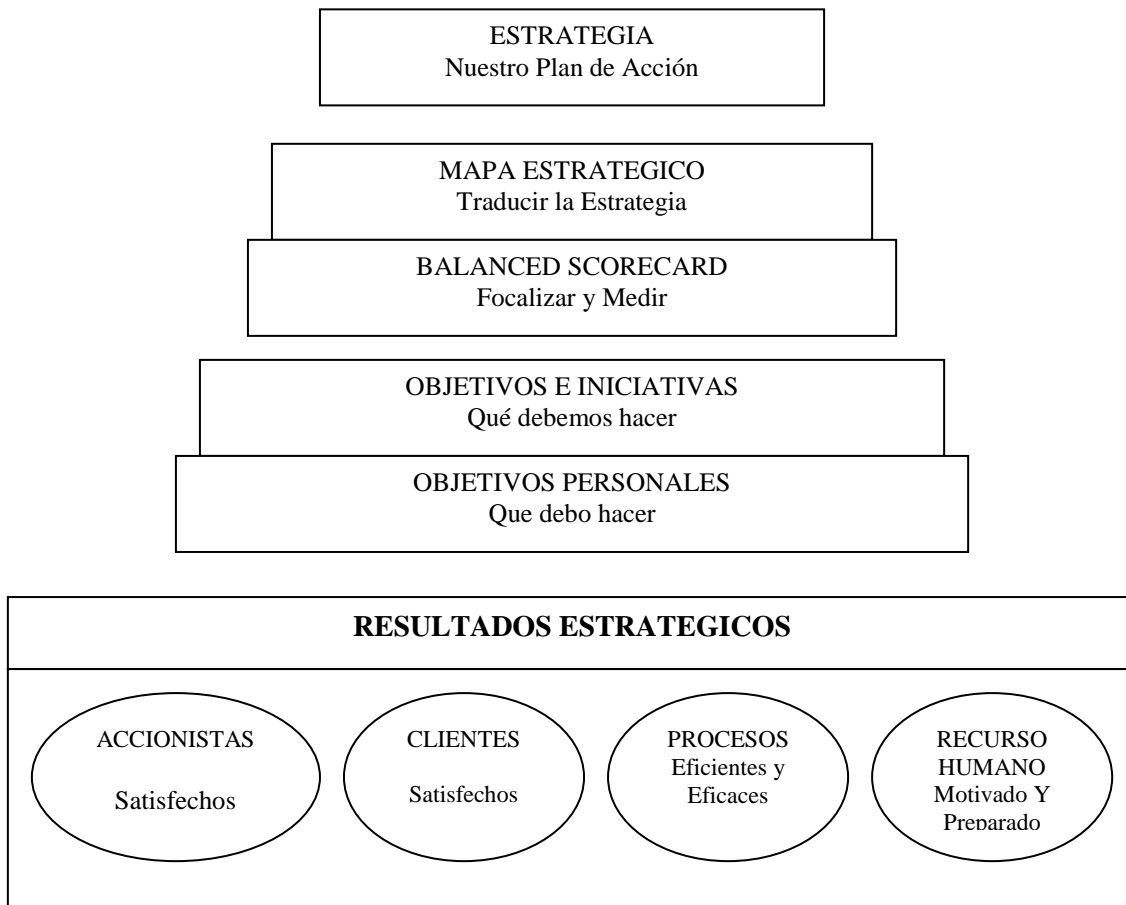 ESTRATEGIA
Nuestro Plan de Acción
MAPA ESTRATEGICO
Traducir la Estrategia
BALANCED SCORECARD
Focalizar y Medir
OBJETIVOS E INICIATIVAS
Qué debemos hacer
OBJETIVOS PERSONALES
Que debo hacer
RESULTADOS ESTRATEGICOS
ACCIONISTAS
Satisfechos
CLIENTES
Satisfechos
PROCESOS
Eficientes y
Eficaces
RECURSO
HUMANO
Motivado Y
Preparado